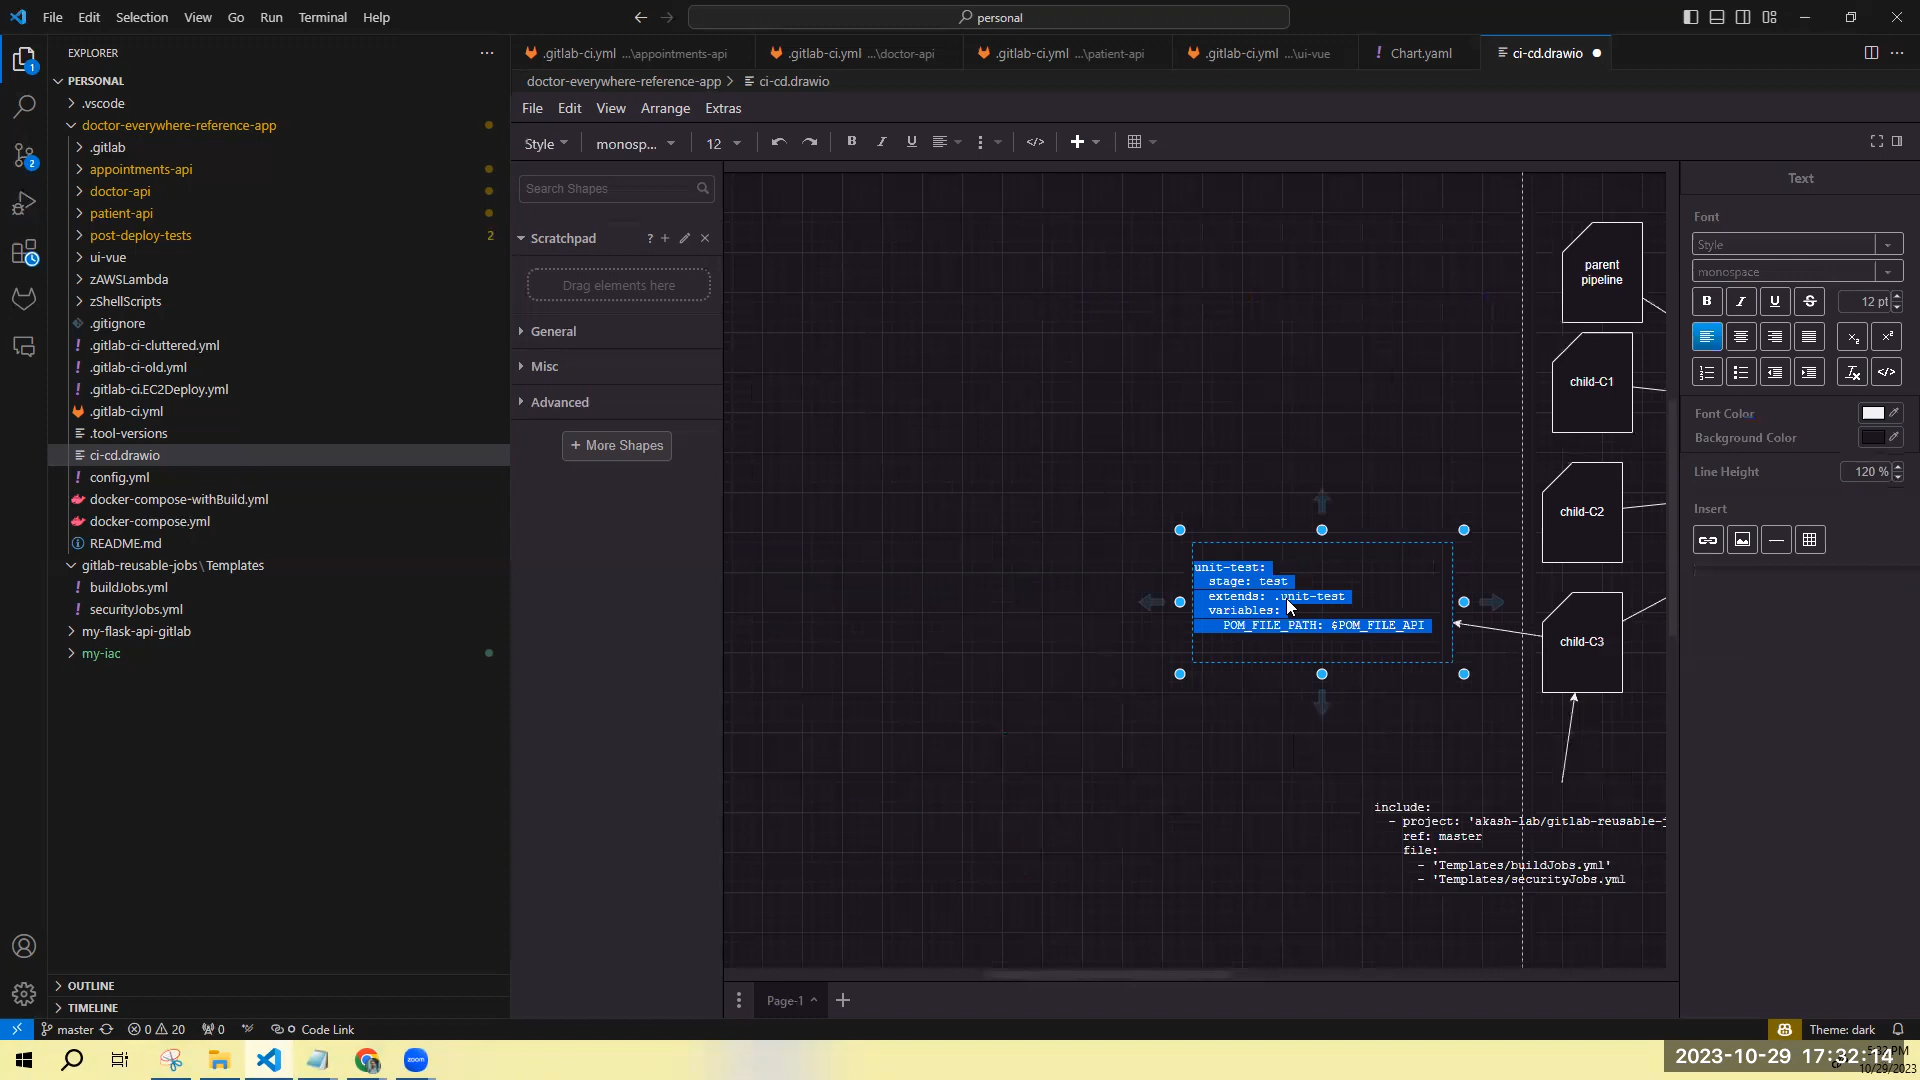 File Edit Selection View Go Run Terminal Help
personal
EXPLORER
PERSONAL
.vscode
doctor-everywhere-reference-app
.gitlab
appointments-api
doctor-api
patient-api
post-deploy-tests 2
ui-vue
zAWSLambda
zShellScripts
.gitignore
.gitlab-ci-cluttered.yml
.gitlab-ci-old.yml
.gitlab-ci.EC2Deploy.yml
.gitlab-ci.yml
.tool-versions
ci-cd.drawio
config.yml
docker-compose-withBuild.yml
docker-compose.yml
README.md
gitlab-reusable-jobs \ Templates
buildJobs.yml
securityJobs.yml
my-flask-api-gitlab
my-iac
OUTLINE
TIMELINE
.gitlab-ci.yml ...\appointments-api
.gitlab-ci.yml ...\doctor-api
.gitlab-ci.yml ...\patient-api
.gitlab-ci.yml ...\ui-vue
Chart.yaml
ci-cd.drawio
doctor-everywhere-reference-app > ci-cd.drawio
File Edit View Arrange Extras
Style monosp... 12
Search Shapes
Scratchpad
Drag elements here
General
Misc
Advanced
+ More Shapes
parent
pipeline
child-C1
child-C2
child-C3
unit-test:
stage: test
extends: .unit-test
variables:
POM_FILE_PATH: $POM_FILE_API
include:
- project: 'akash-lab/gitlab-reusable-j
ref: master
file:
- 'Templates/buildJobs.yml'
- 'Templates/securityJobs.yml
Text
Font
Style
monospace
12 pt
Font Color
Background Color
Line Height 120 %
Insert
Page-1
master 0 20 0 Code Link
Theme: dark
zoom
2023-10-29 17:32:14
10/29/2023